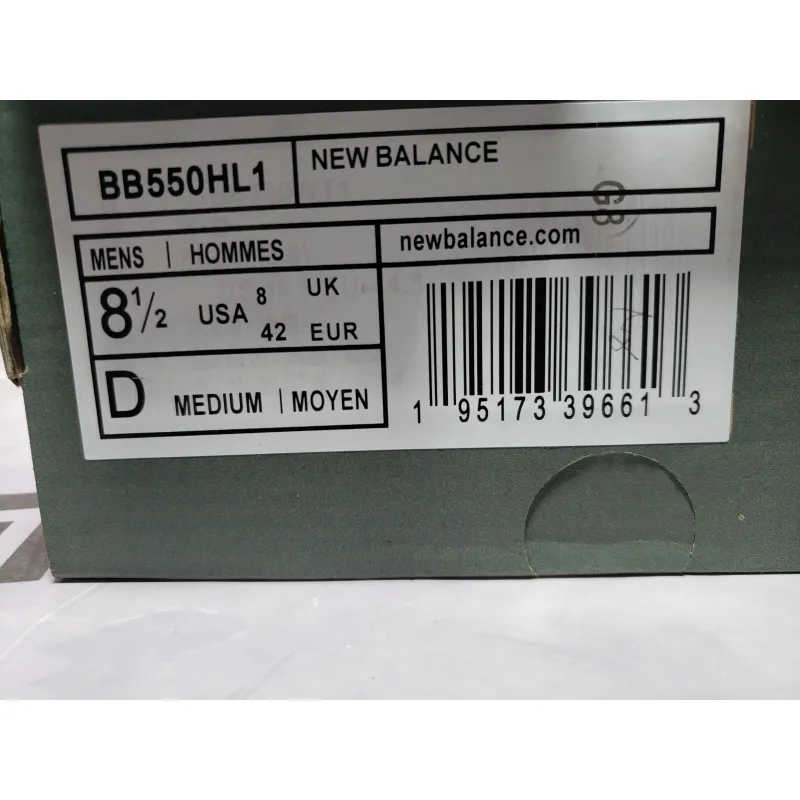 BB550HL1
NEW BALANCE
GB
MENS | HOMMES
newbalance.com
8½ USA 8 UK
42 EUR
D MEDIUM | MOYEN
1 95173 39661 3